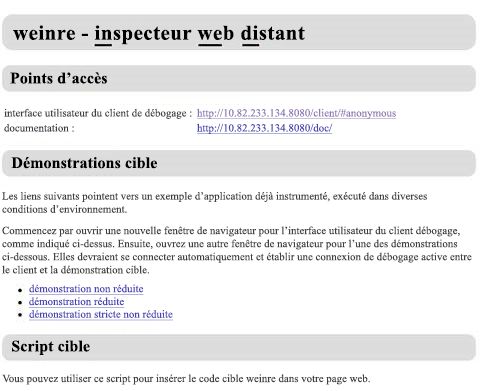 weinre - inspecteur web distant
Points d'accès
interface utilisateur du client de débogage : http://10.82.233.134.8080/client/#anonymous
documentation : http://10.82.233.134.8080/doc/
Démonstrations cible
Les liens suivants pointent vers un exemple d'application déjà instrumenté, exécuté dans diverses
conditions d'environnement.
Commencez par ouvrir une nouvelle fenêtre de navigateur pour l'interface utilisateur du client débogage,
comme indiqué ci-dessus. Ensuite, ouvrez une autre fenêtre de navigateur pour l'une des démonstrations
ci-dessous. Elles devraient se connecter automatiquement et établir une connexion de débogage active entre
le client et la démonstration cible.
• démonstration non réduite
• démonstration réduite
• démonstration stricte non réduite
Script cible
Vous pouvez utiliser ce script pour insérer le code cible weinre dans votre page web.